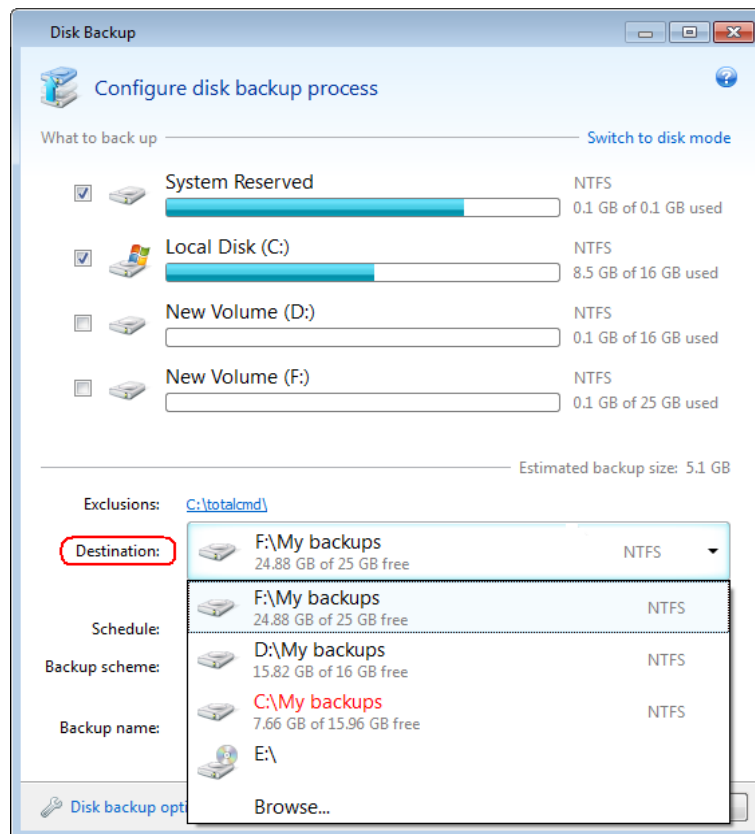 Disk Backup
Configure disk backup process
What to back up Switch to disk mode
System Reserved NTFS
0.1 GB of 0.1 GB used
Local Disk (C:) NTFS
8.5 GB of 16 GB used
New Volume (D:) NTFS
0.1 GB of 16 GB used
New Volume (F:) NTFS
0.1 GB of 25 GB used
Estimated backup size: 5.1 GB
Exclusions: C:\totalcmd\
Destination: F:\My backups NTFS
24.88 GB of 25 GB free
F:\My backups NTFS
24.88 GB of 25 GB free
Schedule:
D:\My backups NTFS
15.82 GB of 16 GB free
Backup scheme:
C:\My backups NTFS
7.66 GB of 15.96 GB free
Backup name:
E:\
Disk backup opti
Browse...